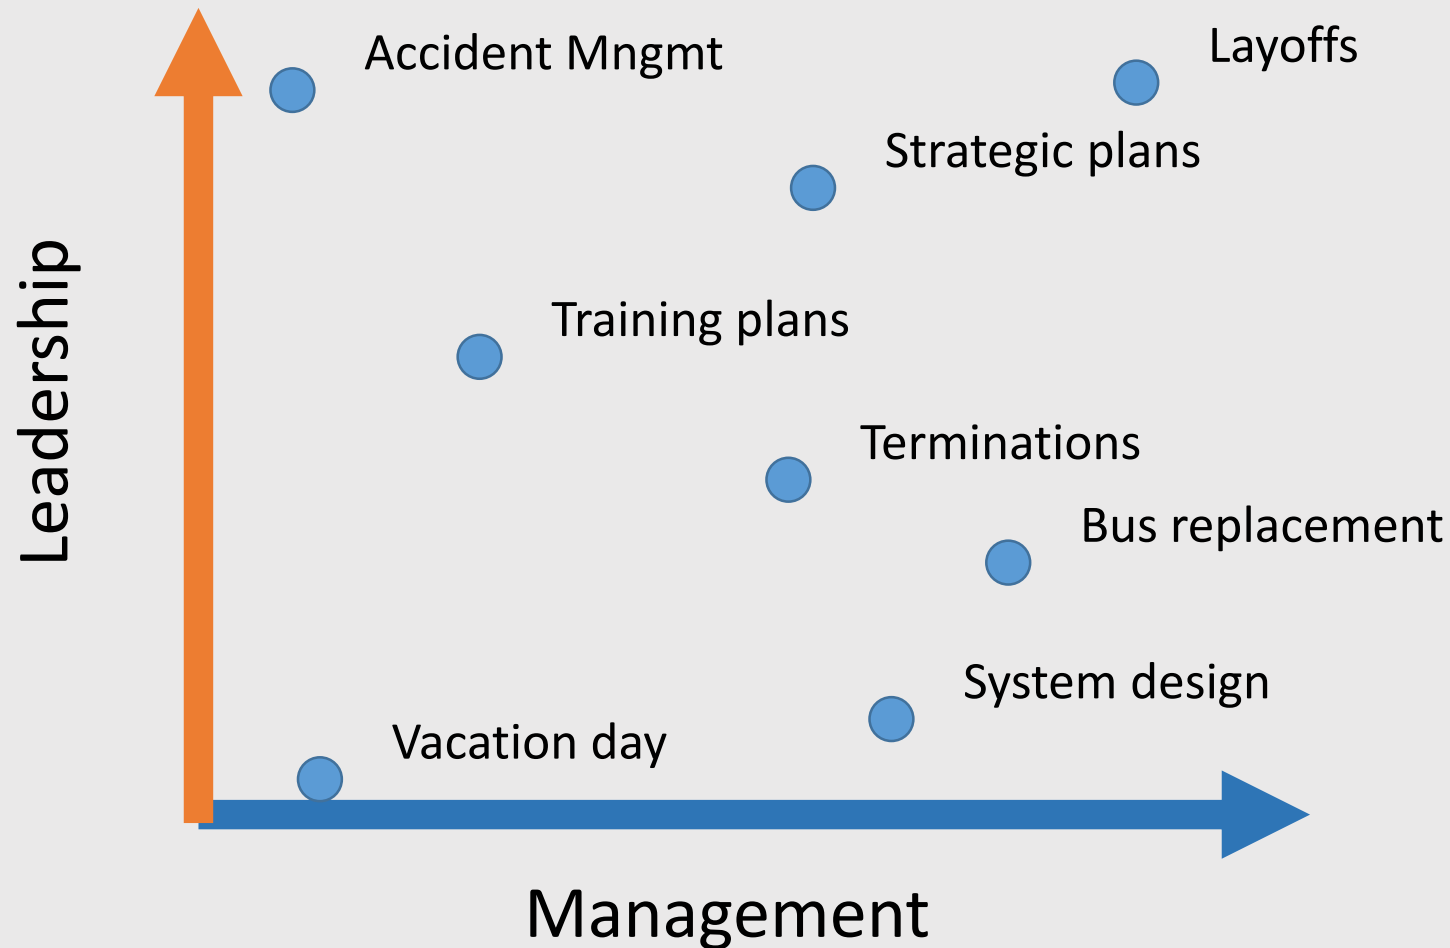 Accident Mngmt
Layoffs
Strategic plans
Training plans
Leadership
Terminations
Bus replacement
System design
Vacation day
Management